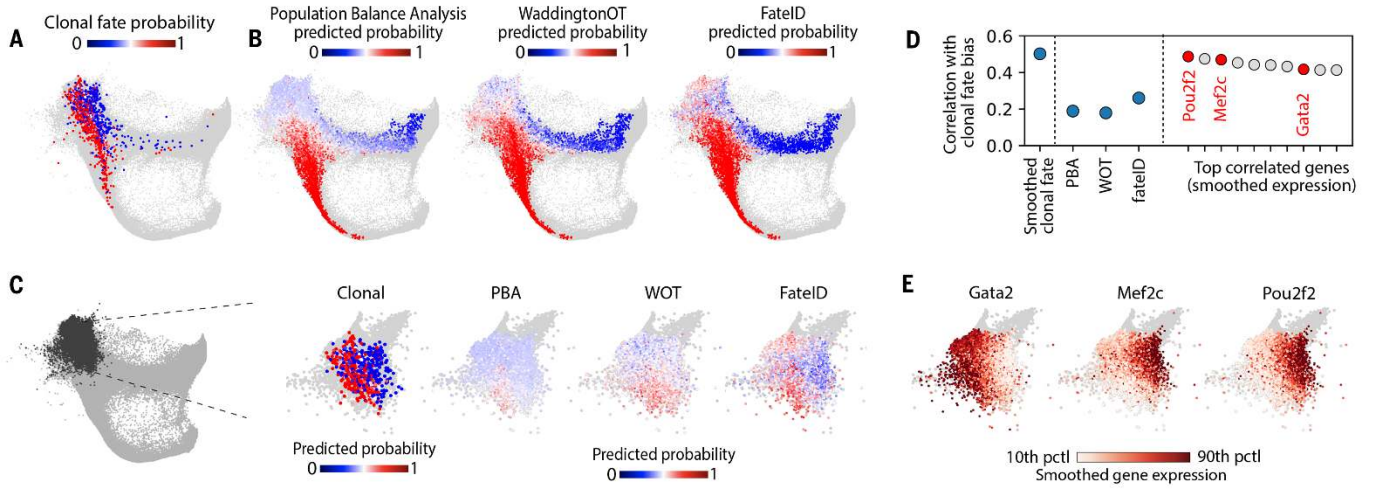 A
Clonal fate probability
0 1
B
Population Balance Analysis
predicted probability
0 1
WaddingtonOT
predicted probability
0 1
FateID
predicted probability
0 1
D
Correlation with
clonal fate bias
0.6
0.4
0.2
0.0
Smoothed
clonal fate
PBA
WOT
fateID
Pou2f2
Mef2c
Gata2
Top correlated genes
(smoothed expression)
C
Clonal
PBA
WOT
FateID
Predicted probability
0 1
Predicted probability
0 1
E
Gata2
Mef2c
Pou2f2
10th pctl 90th pctl
Smoothed gene expression